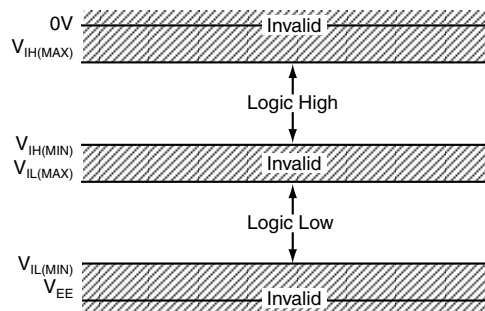 0V
Invalid
VIH(MAX)
Logic High
VIH(MIN)
Invalid
VIL(MAX)
Logic Low
VIL(MIN)
VEE
Invalid